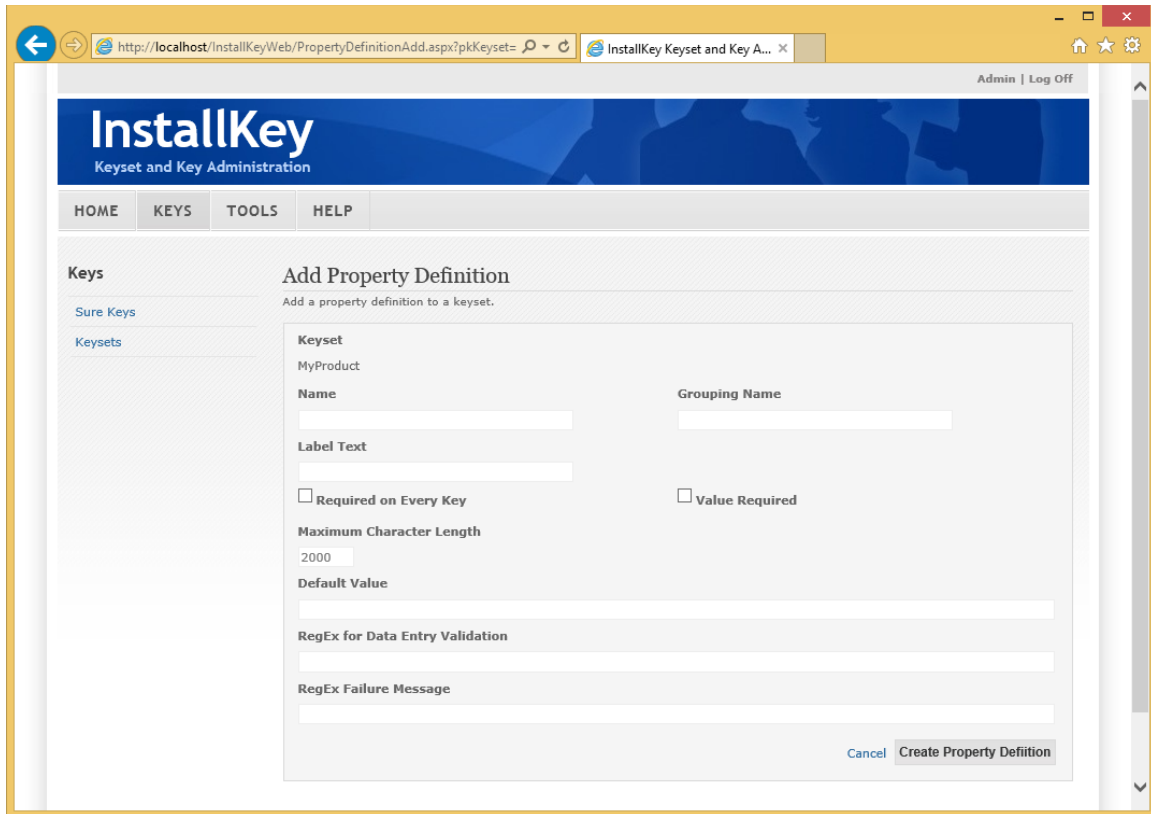 http://localhost/InstallKeyWeb/PropertyDefinitionAdd.aspx?pkKeyset=
InstallKey Keyset and Key A...
Admin | Log Off
InstallKey
Keyset and Key Administration
HOME KEYS TOOLS HELP
Keys
Sure Keys
Keysets
Add Property Definition
Add a property definition to a keyset.
Keyset
MyProduct
Name Grouping Name
Label Text
Required on Every Key Value Required
Maximum Character Length
2000
Default Value
RegEx for Data Entry Validation
RegEx Failure Message
Cancel Create Property Defiition